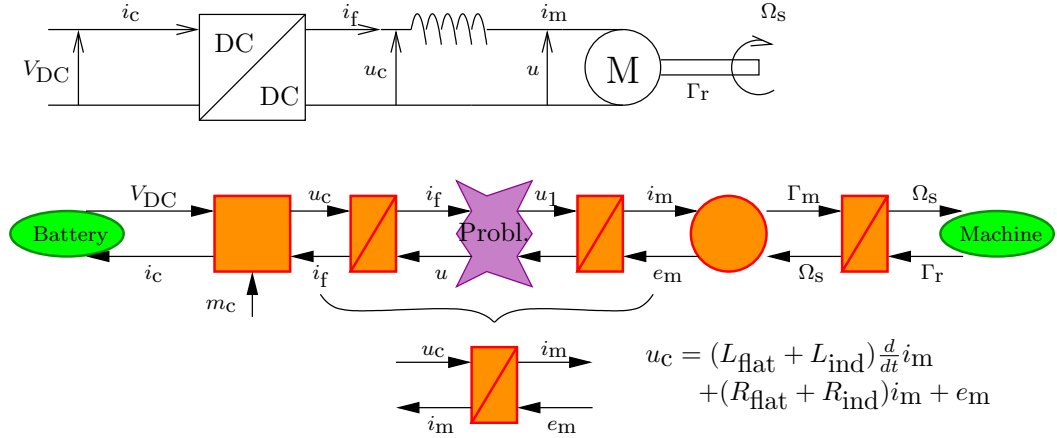 i_c
i_f
i_m
Ω_s
DC
V_DC
u_c
u
M
DC
Γ_r
V_DC
u_c
i_f
u_1
i_m
Γ_m
Ω_s
Battery
Probl.
Machine
i_c
i_f
u
e_m
Ω_s
Γ_r
m_c
u_c
i_m
u_c = (L_flat + L_ind) d/dt i_m
+(R_flat + R_ind)i_m + e_m
i_m
e_m